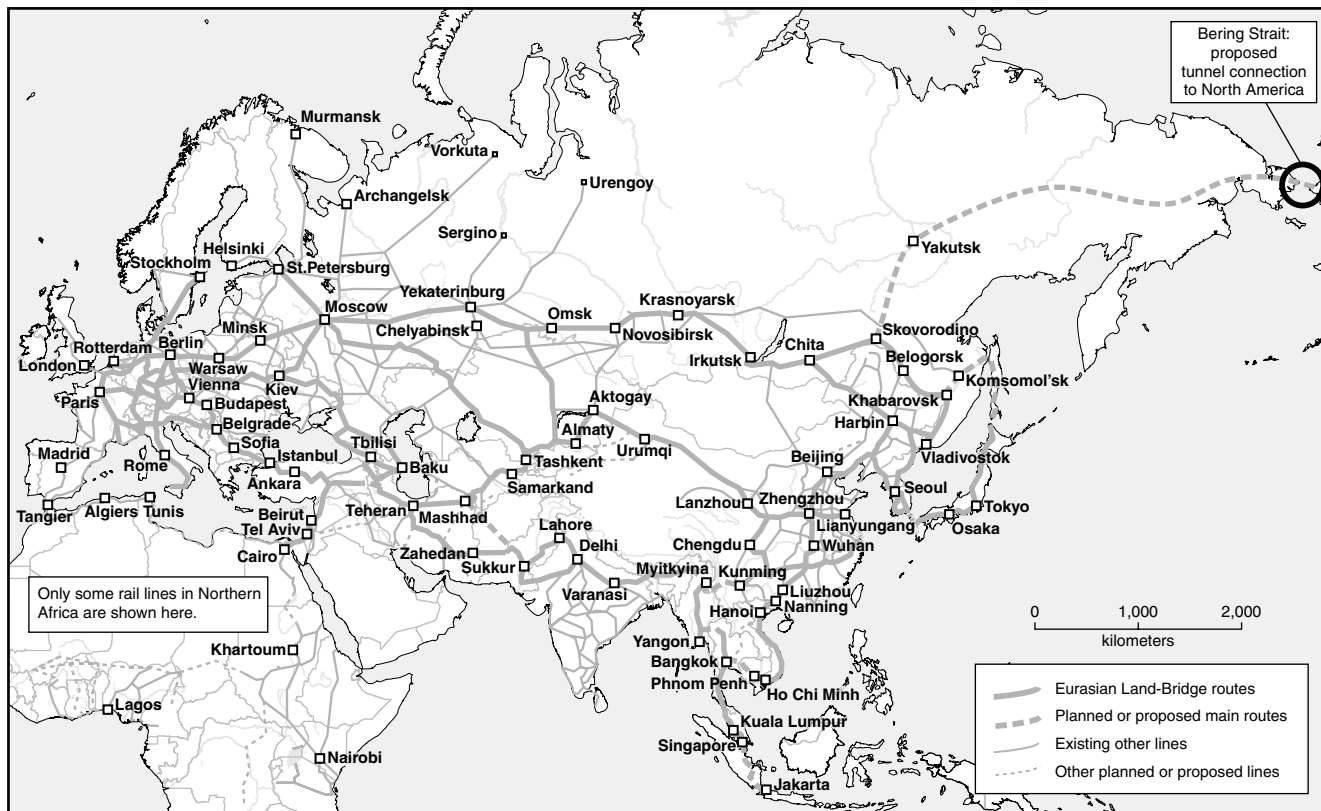 Bering Strait:
proposed
tunnel connection
to North America
Murmansk
Vorkuta
Urengoy
Archangelsk
Sergino
Yakutsk
Helsinki
Stockholm
St.Petersburg
Yekaterinburg
Krasnoyarsk
Moscow
Omsk
Minsk
Chelyabinsk
Novosibirsk
Skovorodino
Rotterdam
Berlin
Chita
Belogorsk
London
Warsaw
Irkutsk
Komsomol'sk
Vienna
Kiev
Paris
Budapest
Aktogay
Khabarovsk
Belgrade
Almaty
Harbin
Sofia
Tbilisi
Urumqi
Madrid
Istanbul
Vladivostok
Rome
Baku
Tashkent
Beijing
Ankara
Samarkand
Seoul
Lanzhou
Zhengzhou
Tangier
Algiers
Tunis
Beirut
Teheran
Mashhad
Tokyo
Tel Aviv
Lahore
Lianyungang
Osaka
Cairo
Zahedan
Delhi
Chengdu
Wuhan
Sukkur
Myitkyina
Kunming
Varanasi
Liuzhou
Only some rail lines in Northern
Africa are shown here.
Hanoi
Nanning
0
1,000
2,000
kilometers
Khartoum
Yangon
Bangkok
Phnom Penh
Ho Chi Minh
Lagos
Kuala Lumpur
Singapore
Nairobi
Jakarta
Eurasian Land-Bridge routes
Planned or proposed main routes
Existing other lines
Other planned or proposed lines